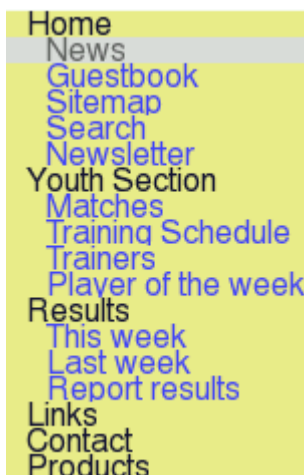 Home
News
Guestbook
Sitemap
Search
Newsletter
Youth Section
Matches
Training Schedule
Trainers
Player of the week
Results
This week
Last week
Report results
Links
Contact
Products